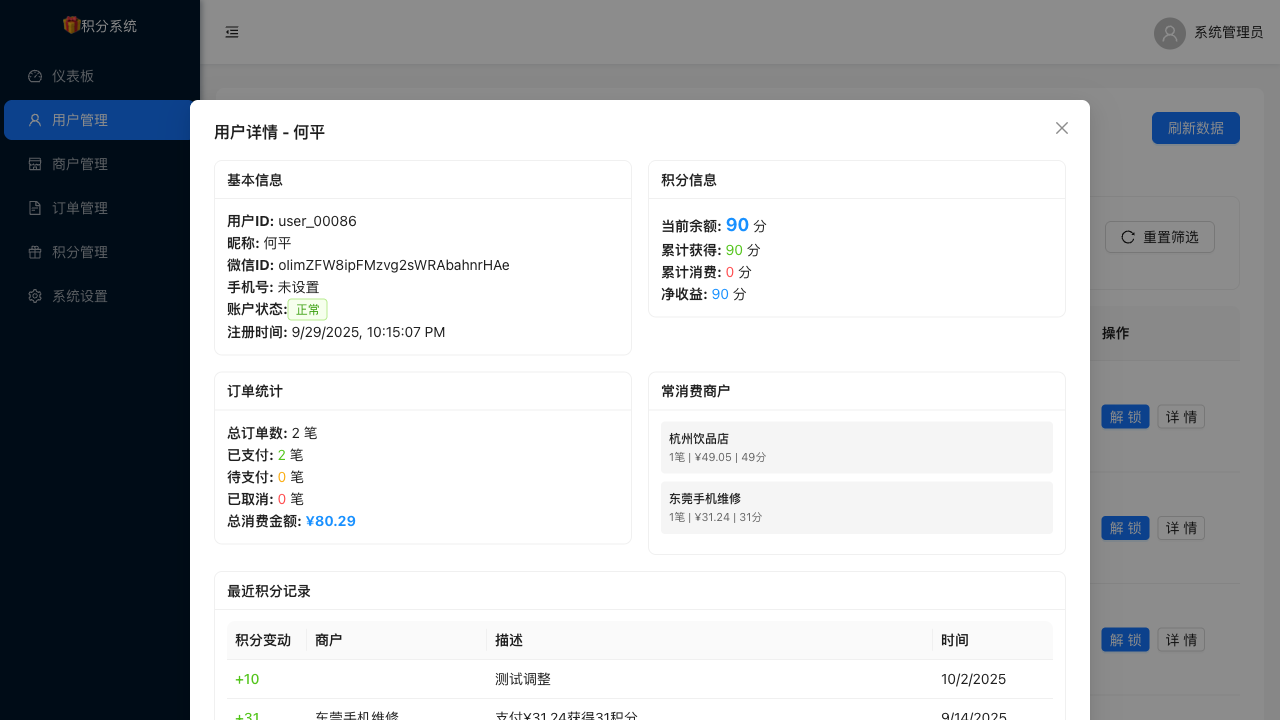 🎁积分系统
仪表板
用户管理
商户管理
订单管理
积分管理
系统设置
系统管理员
刷新数据
重置筛选
操作
解 锁 详 情
解 锁 详 情
解 锁 详 情
用户详情 - 何平
基本信息
用户ID: user_00086
昵称: 何平
微信ID: olimZFW8ipFMzvg2sWRAbahnrHAe
手机号: 未设置
账户状态: 正常
注册时间: 9/29/2025, 10:15:07 PM
积分信息
当前余额: 90 分
累计获得: 90 分
累计消费: 0 分
净收益: 90 分
订单统计
总订单数: 2 笔
已支付: 2 笔
待支付: 0 笔
已取消: 0 笔
总消费金额: ¥80.29
常消费商户
杭州饮品店
1笔 | ¥49.05 | 49分
东莞手机维修
1笔 | ¥31.24 | 31分
最近积分记录
积分变动 商户 描述 时间
+10 测试调整 10/2/2025
+31 东莞手机维修 支付¥31.24获得31积分 9/14/2025